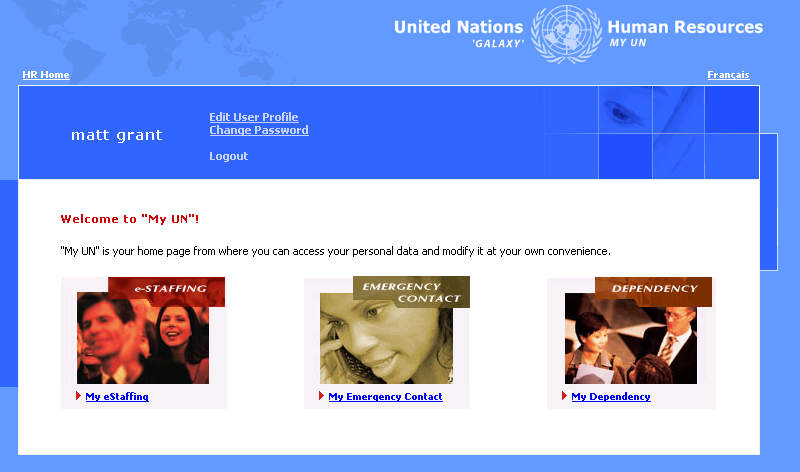 United Nations Human Resources
'GALAXY' MY UN
HR Home
Français
Edit User Profile
Change Password
matt grant
Logout
Welcome to "My UN"!
"My UN" is your home page from where you can access your personal data and modify it at your own convenience.
e-STAFFING
EMERGENCY
CONTACT
DEPENDENCY
My eStaffing
My Emergency Contact
My Dependency